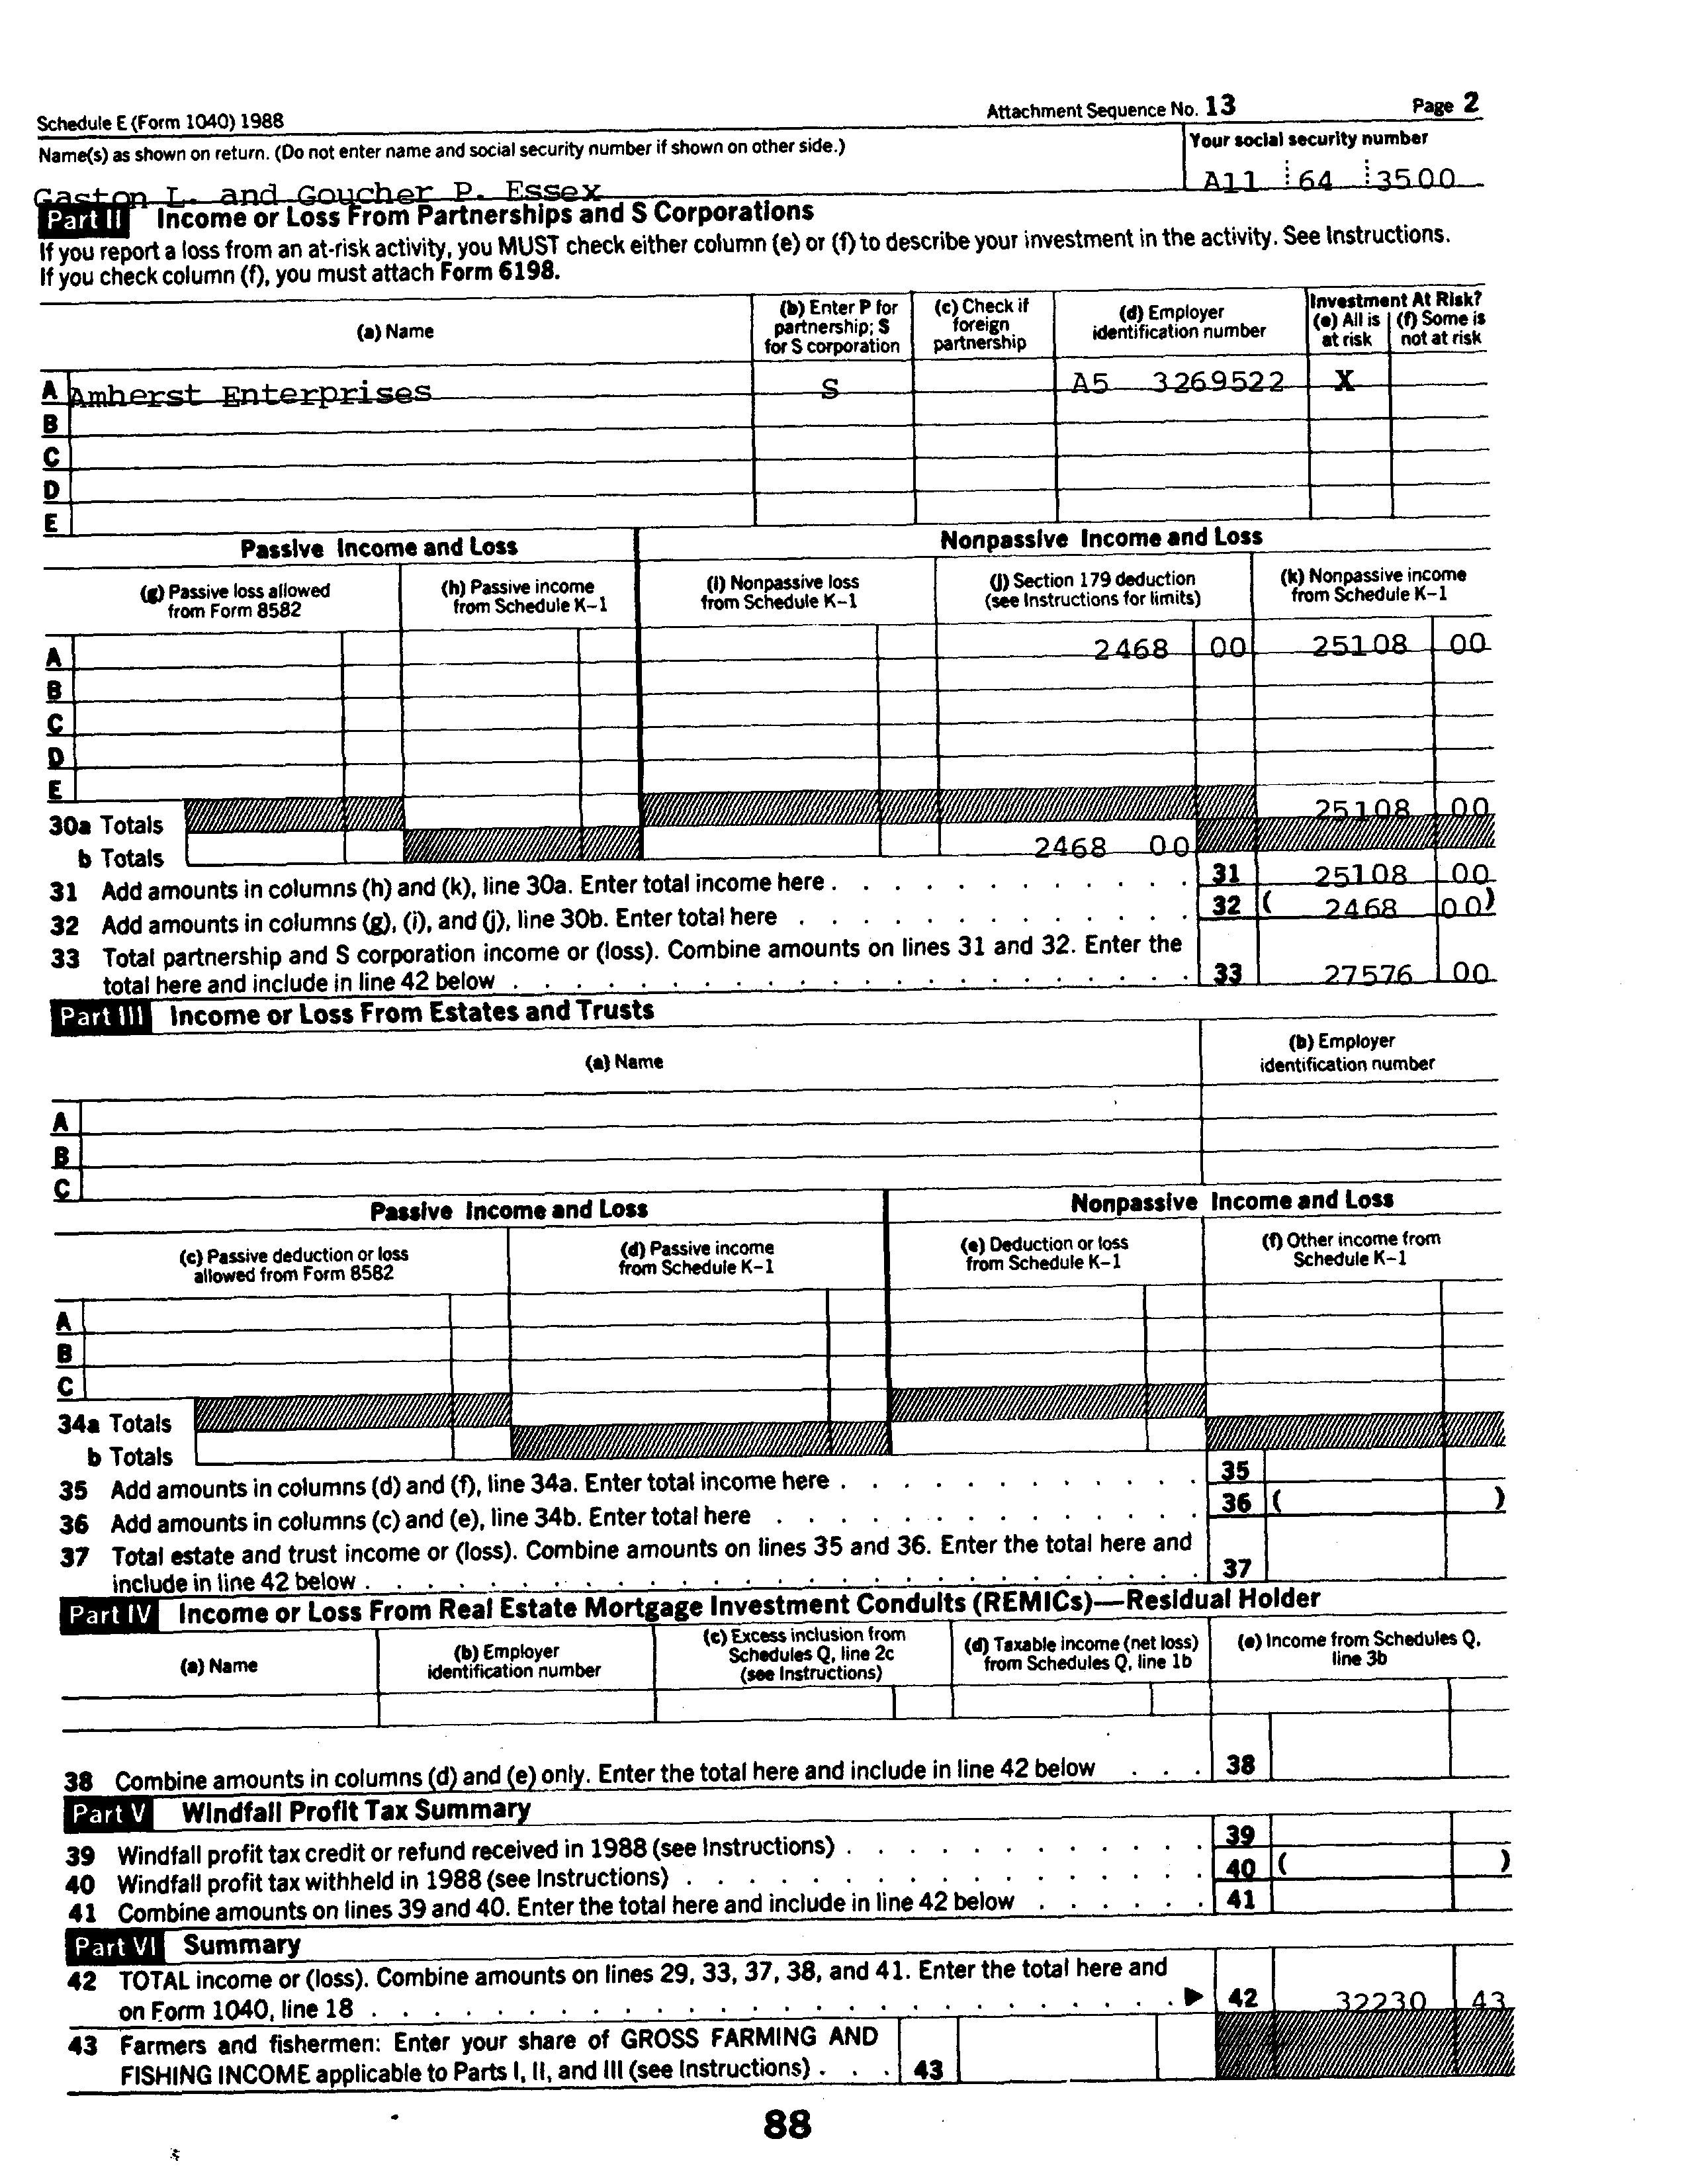 Schedule E (Form 1040) 1988 Attachment Sequence No. 13 Page 2
Name(s) as shown on return. (Do not enter name and social security number if shown on other side.) Your social security number
Gaston L. and Goucher P. Essex A11 64 3500
Part II Income or Loss From Partnerships and S Corporations
If you report a loss from an at-risk activity, you MUST check either column (e) or (f) to describe your investment in the activity. See Instructions.
If you check column (f), you must attach Form 6198.
(a) Name
(b) Enter P for partnership; S for S corporation
(c) Check if foreign partnership
(d) Employer identification number
Investment At Risk?
(e) All is at risk
(f) Some is not at risk
A Amherst Enterprises S A5 3269522 X
B
C
D
E
Passive Income and Loss Nonpassive Income and Loss
(g) Passive loss allowed from Form 8582
(h) Passive income from Schedule K-1
(i) Nonpassive loss from Schedule K-1
(j) Section 179 deduction (see Instructions for limits)
(k) Nonpassive income from Schedule K-1
A 2468 00 25108 00
B
C
D
E
30a Totals 25108 00
b Totals 2468 00
31 Add amounts in columns (h) and (k), line 30a. Enter total income here . . . . . . . . . . . . 31 25108 00
32 Add amounts in columns (g), (i), and (j), line 30b. Enter total here . . . . . . . . . . . . . 32 ( 2468 00)
33 Total partnership and S corporation income or (loss). Combine amounts on lines 31 and 32. Enter the
total here and include in line 42 below . . . . . . . . . . . . . . . . . . . . . . 33 27576 00
Part III Income or Loss From Estates and Trusts
(a) Name
(b) Employer identification number
A
B
C
Passive Income and Loss Nonpassive Income and Loss
(c) Passive deduction or loss allowed from Form 8582
(d) Passive income from Schedule K-1
(e) Deduction or loss from Schedule K-1
(f) Other income from Schedule K-1
A
B
C
34a Totals
b Totals
35 Add amounts in columns (d) and (f), line 34a. Enter total income here . . . . . . . . . . . . 35
36 Add amounts in columns (c) and (e), line 34b. Enter total here . . . . . . . . . . . . . . 36 ( )
37 Total estate and trust income or (loss). Combine amounts on lines 35 and 36. Enter the total here and
include in line 42 below . . . . . . . . . . . . . . . . . . . . . . . . . . . 37
Part IV Income or Loss From Real Estate Mortgage Investment Conduits (REMICs)—Residual Holder
(a) Name
(b) Employer identification number
(c) Excess inclusion from Schedules Q, line 2c (see Instructions)
(d) Taxable income (net loss) from Schedules Q, line 1b
(e) Income from Schedules Q, line 3b
38 Combine amounts in columns (d) and (e) only. Enter the total here and include in line 42 below . . . 38
Part V Windfall Profit Tax Summary
39 Windfall profit tax credit or refund received in 1988 (see Instructions) . . . . . . . . . . . . 39
40 Windfall profit tax withheld in 1988 (see Instructions) . . . . . . . . . . . . . . . . . 40 ( )
41 Combine amounts on lines 39 and 40. Enter the total here and include in line 42 below . . . . . . 41
Part VI Summary
42 TOTAL income or (loss). Combine amounts on lines 29, 33, 37, 38, and 41. Enter the total here and
on Form 1040, line 18 . . . . . . . . . . . . . . . . . . . . . . . . . . ► 42 32230 43
43 Farmers and fishermen: Enter your share of GROSS FARMING AND
FISHING INCOME applicable to Parts I, II, and III (see Instructions) . . . 43
88